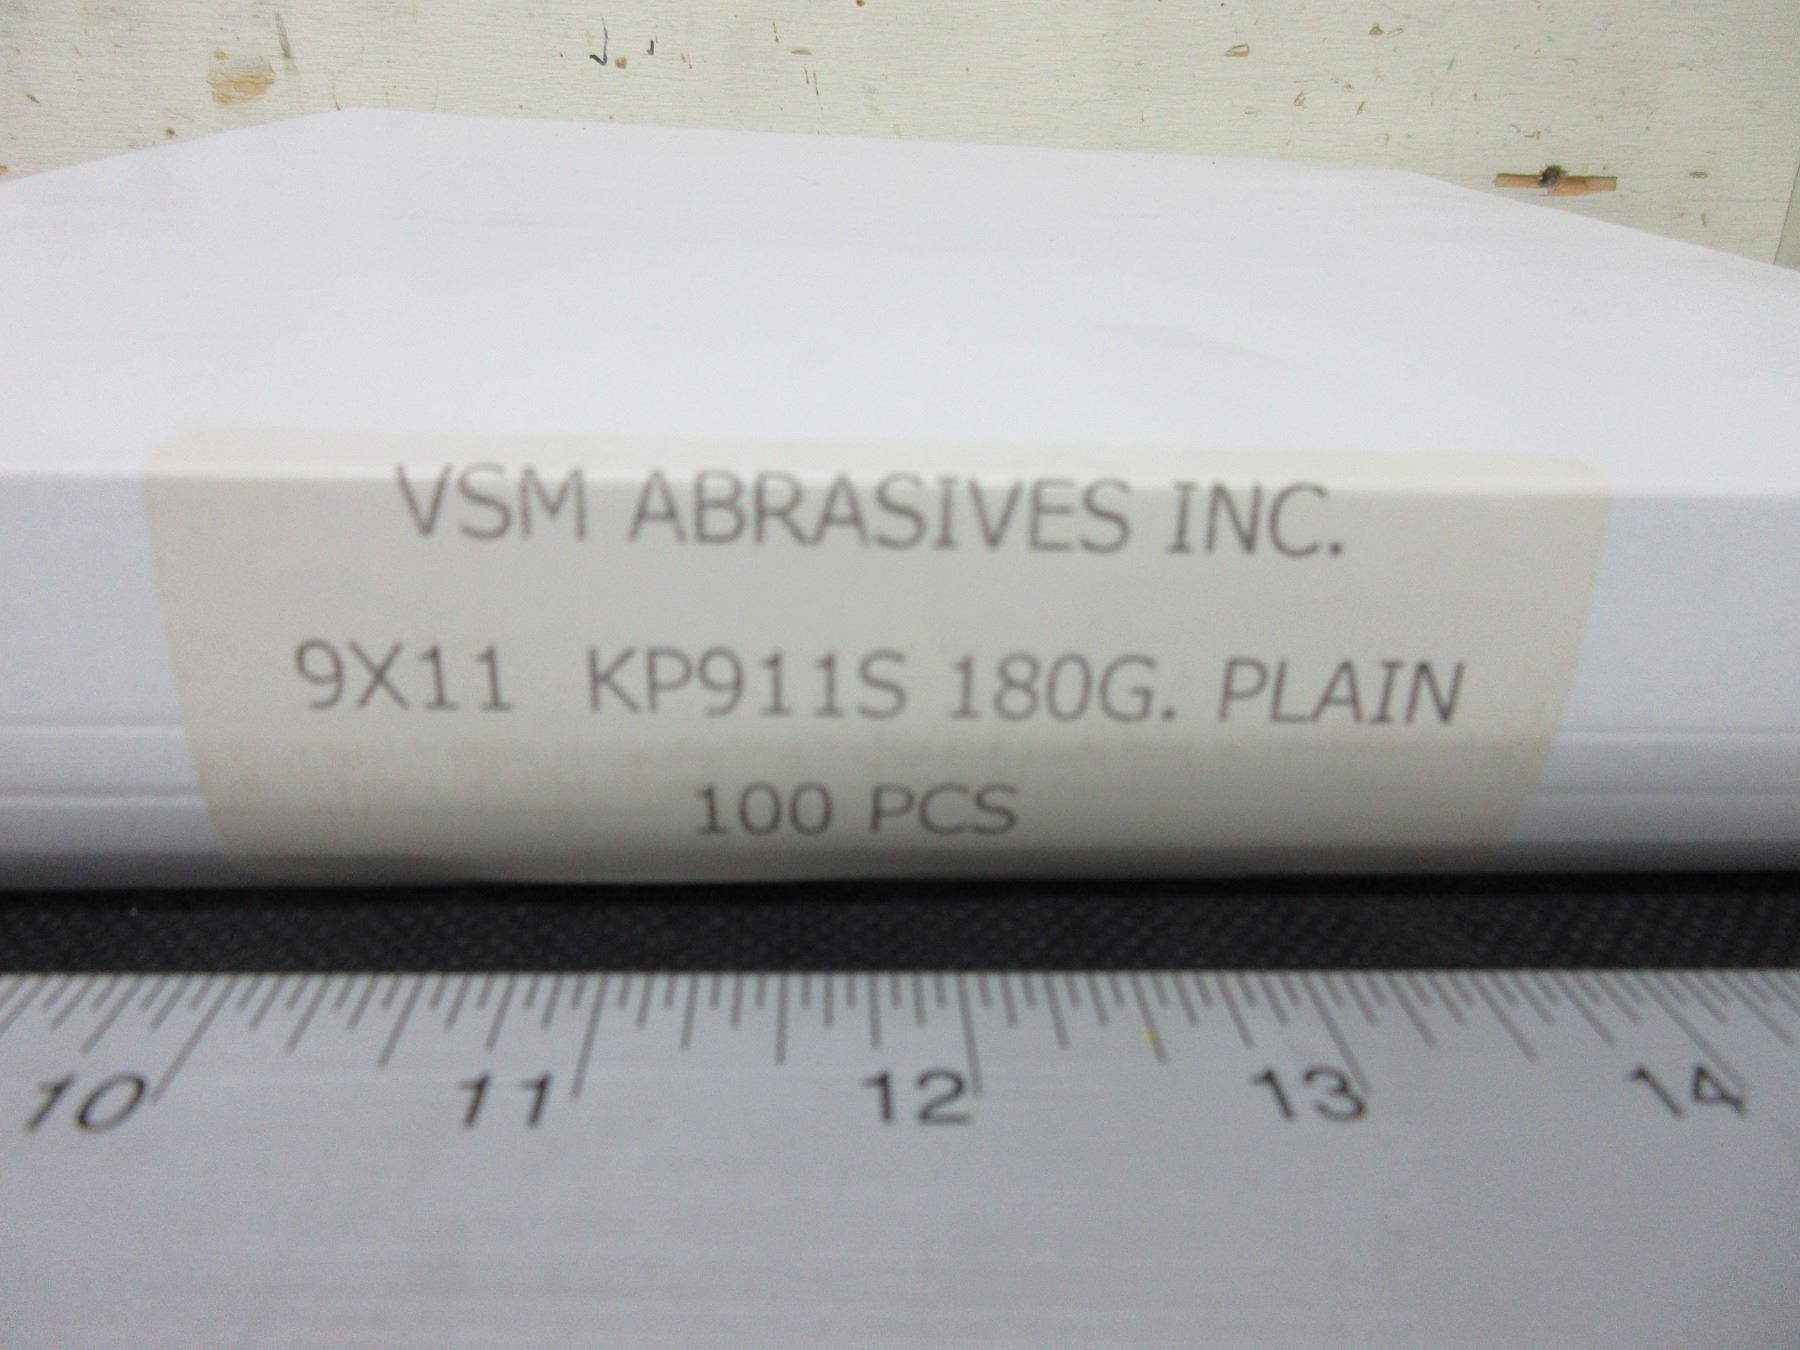 VSM ABRASIVES INC.
9X11 KP911S 180G. PLAIN
100 PCS
10 11 12 13 14